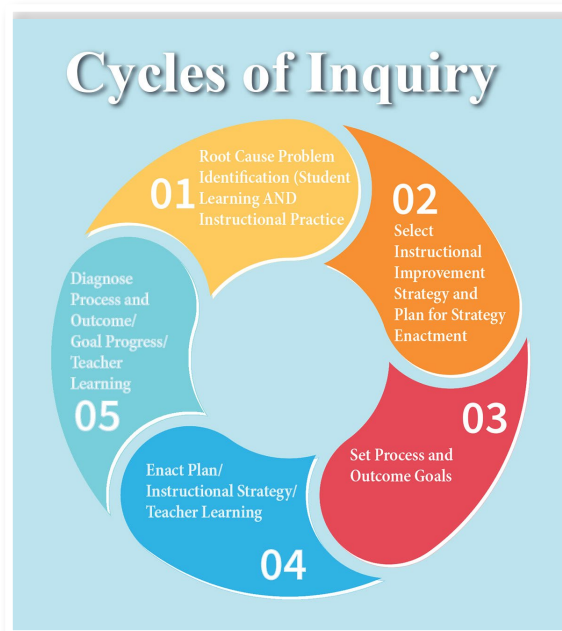 Cycles of Inquiry
01
Root Cause Problem
Identification (Student
Learning AND
Instructional Practice
02
Select
Instructional
Improvement
Strategy and
Plan for Strategy
Enactment
03
Set Process and
Outcome Goals
Enact Plan/
Instructional Strategy/
Teacher Learning
04
Diagnose
Process and
Outcome/
Goal Progress/
Teacher
Learning
05